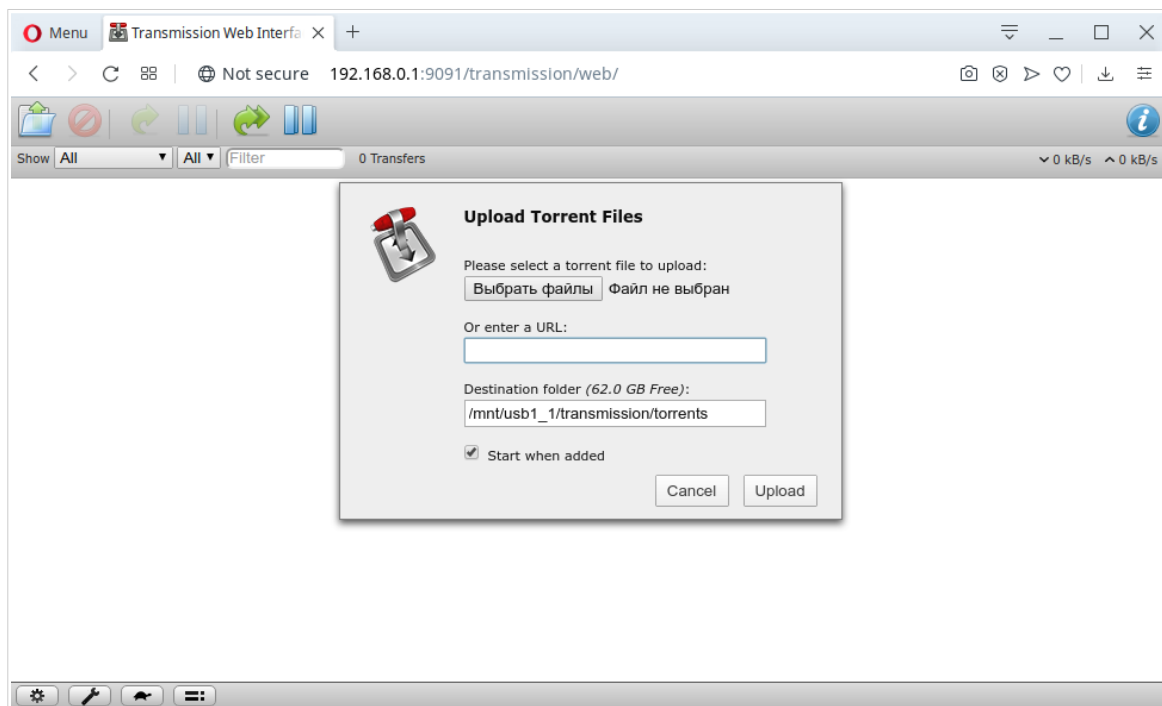 Menu
Transmission Web Interfa
Not secure 192.168.0.1:9091/transmission/web/
Show All All Filter 0 Transfers 0 kB/s 0 kB/s
Upload Torrent Files
Please select a torrent file to upload:
Выбрать файлы Файл не выбран
Or enter a URL:
Destination folder (62.0 GB Free):
/mnt/usb1_1/transmission/torrents
Start when added
Cancel Upload